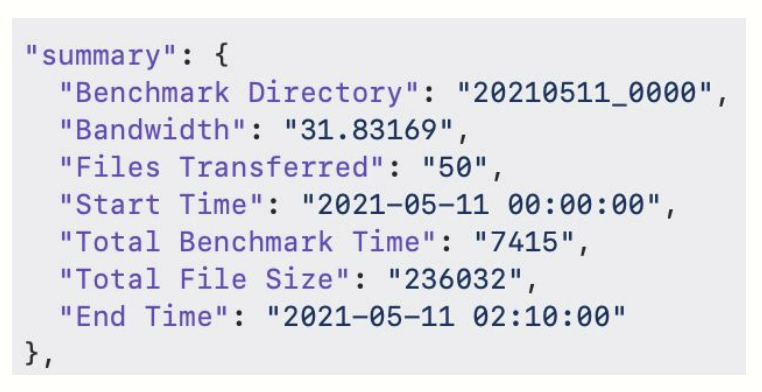 "summary": {
"Benchmark Directory": "20210511_0000",
"Bandwidth": "31.83169",
"Files Transferred": "50",
"Start Time": "2021-05-11 00:00:00",
"Total Benchmark Time": "7415",
"Total File Size": "236032",
"End Time": "2021-05-11 02:10:00"
},